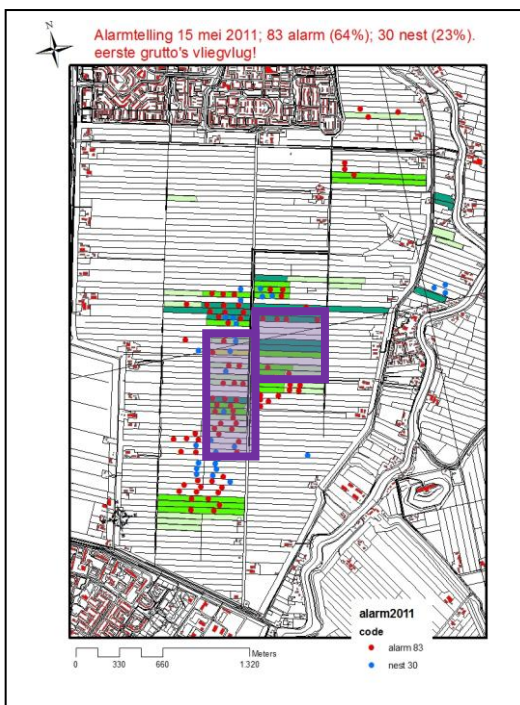 N
Alarmtelling 15 mei 2011; 83 alarm (64%); 30 nest (23%).
eerste grutto's vliegvlug!
alarm2011
code
alarm 83
nest 30
Meters
0 330 660 1.320